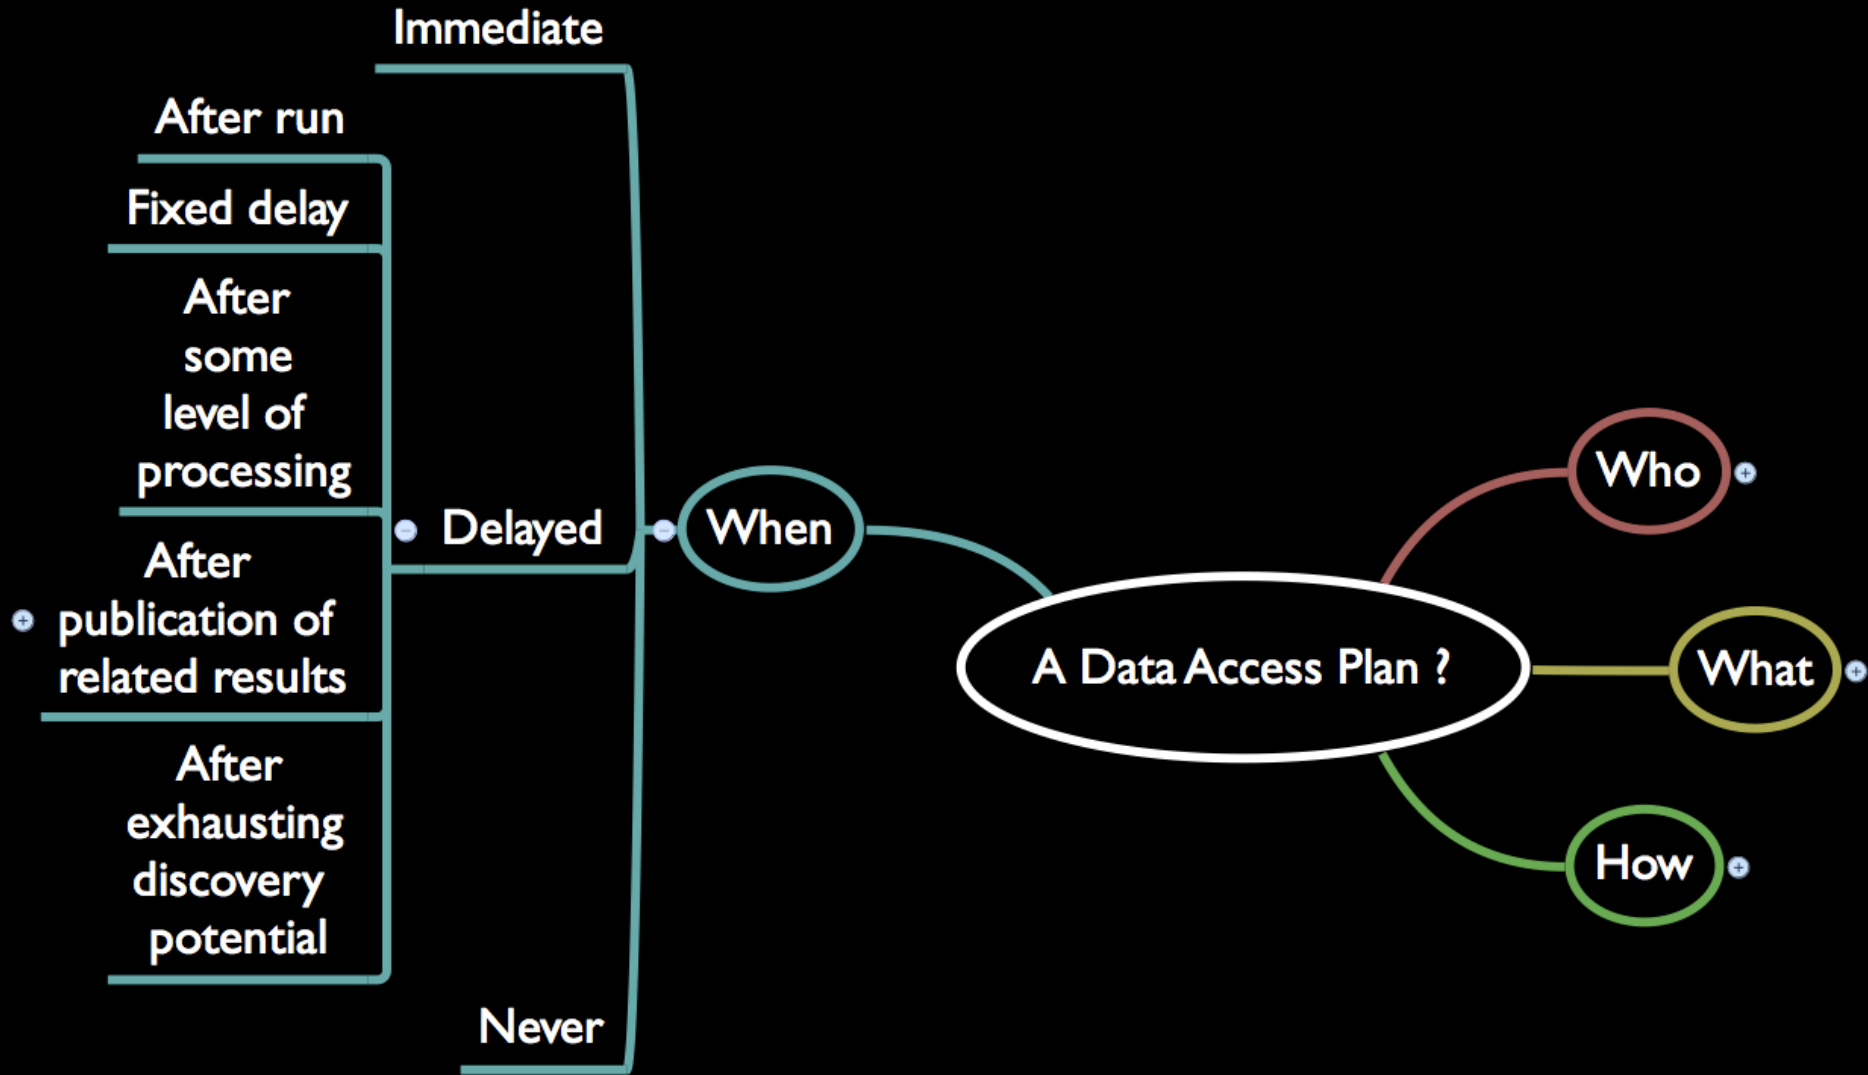 Immediate
After run
Fixed delay
After
some
level of
processing
Delayed
After
publication of
related results
After
exhausting
discovery
potential
Never
When
A Data Access Plan ?
Who
What
How